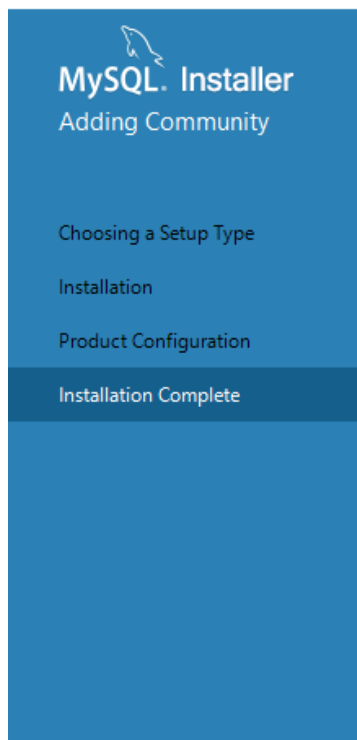 MySQL. Installer
Adding Community
Choosing a Setup Type
Installation
Product Configuration
Installation Complete